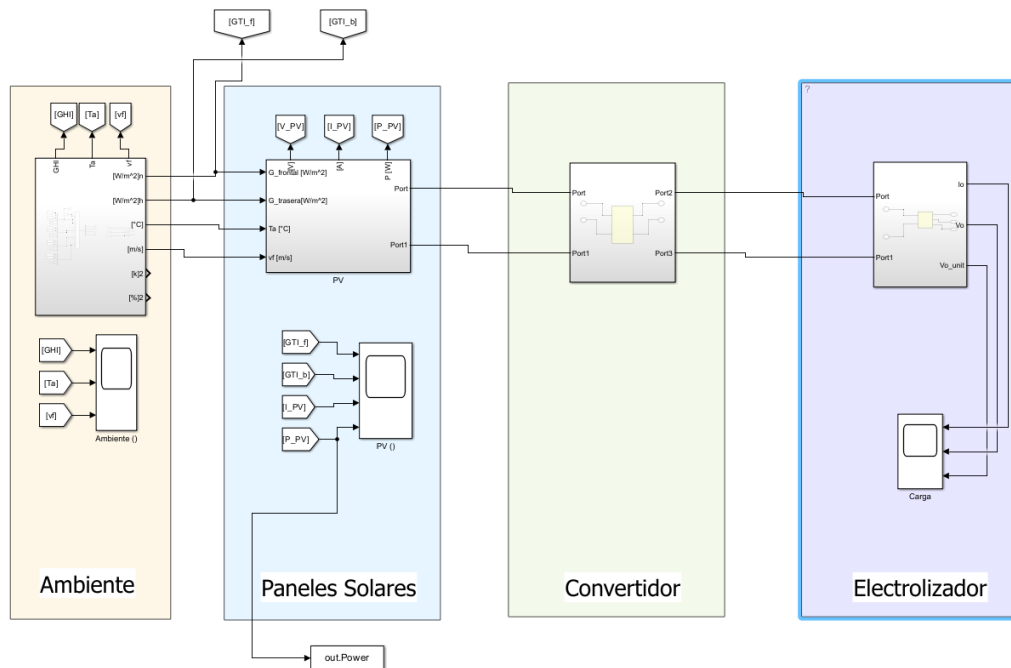 [GTI_f]
[GTI_b]
?
[GHI]
[Ta]
[vf]
[V_PV]
[I_PV]
[P_PV]
GHI
Ta
vf
[W/m^2]n
[W/m^2]h
[°C]
[m/s]
[k]2
[%]2
[V]
[A]
P [W]
G_frontal [W/m^2]
G_trasera[W/m^2]
Ta [°C]
vf [m/s]
Port
Port1
PV
Port
Port1
Port2
Port3
Port
Port1
Io
Vo
Vo_unit
[GHI]
[Ta]
[vf]
Ambiente ()
[GTI_f]
[GTI_b]
[I_PV]
[P_PV]
PV ()
Carga
Ambiente
Paneles Solares
Convertidor
Electrolizador
out.Power